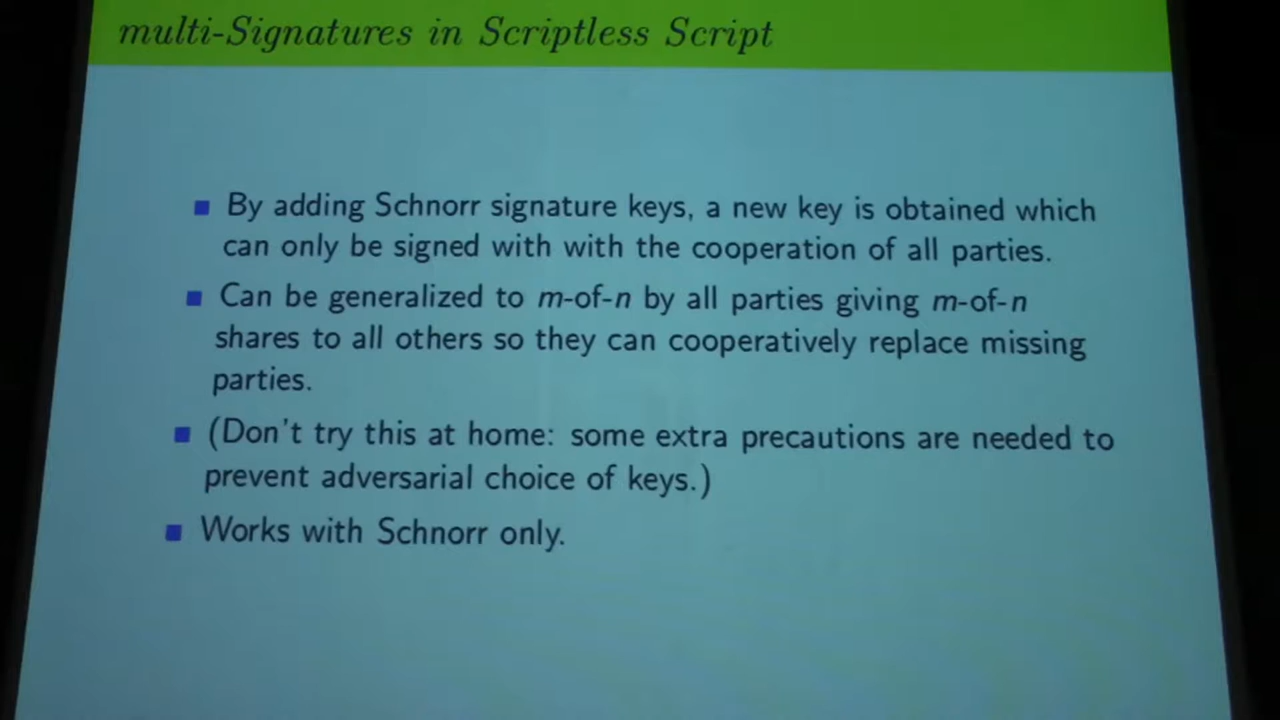 multi-Signatures in Scriptless Script
By adding Schnorr signature keys, a new key is obtained which
can only be signed with with the cooperation of all parties.
Can be generalized to m-of-n by all parties giving m-of-n
shares to all others so they can cooperatively replace missing
parties.
(Don't try this at home: some extra precautions are needed to
prevent adversarial choice of keys.)
Works with Schnorr only.